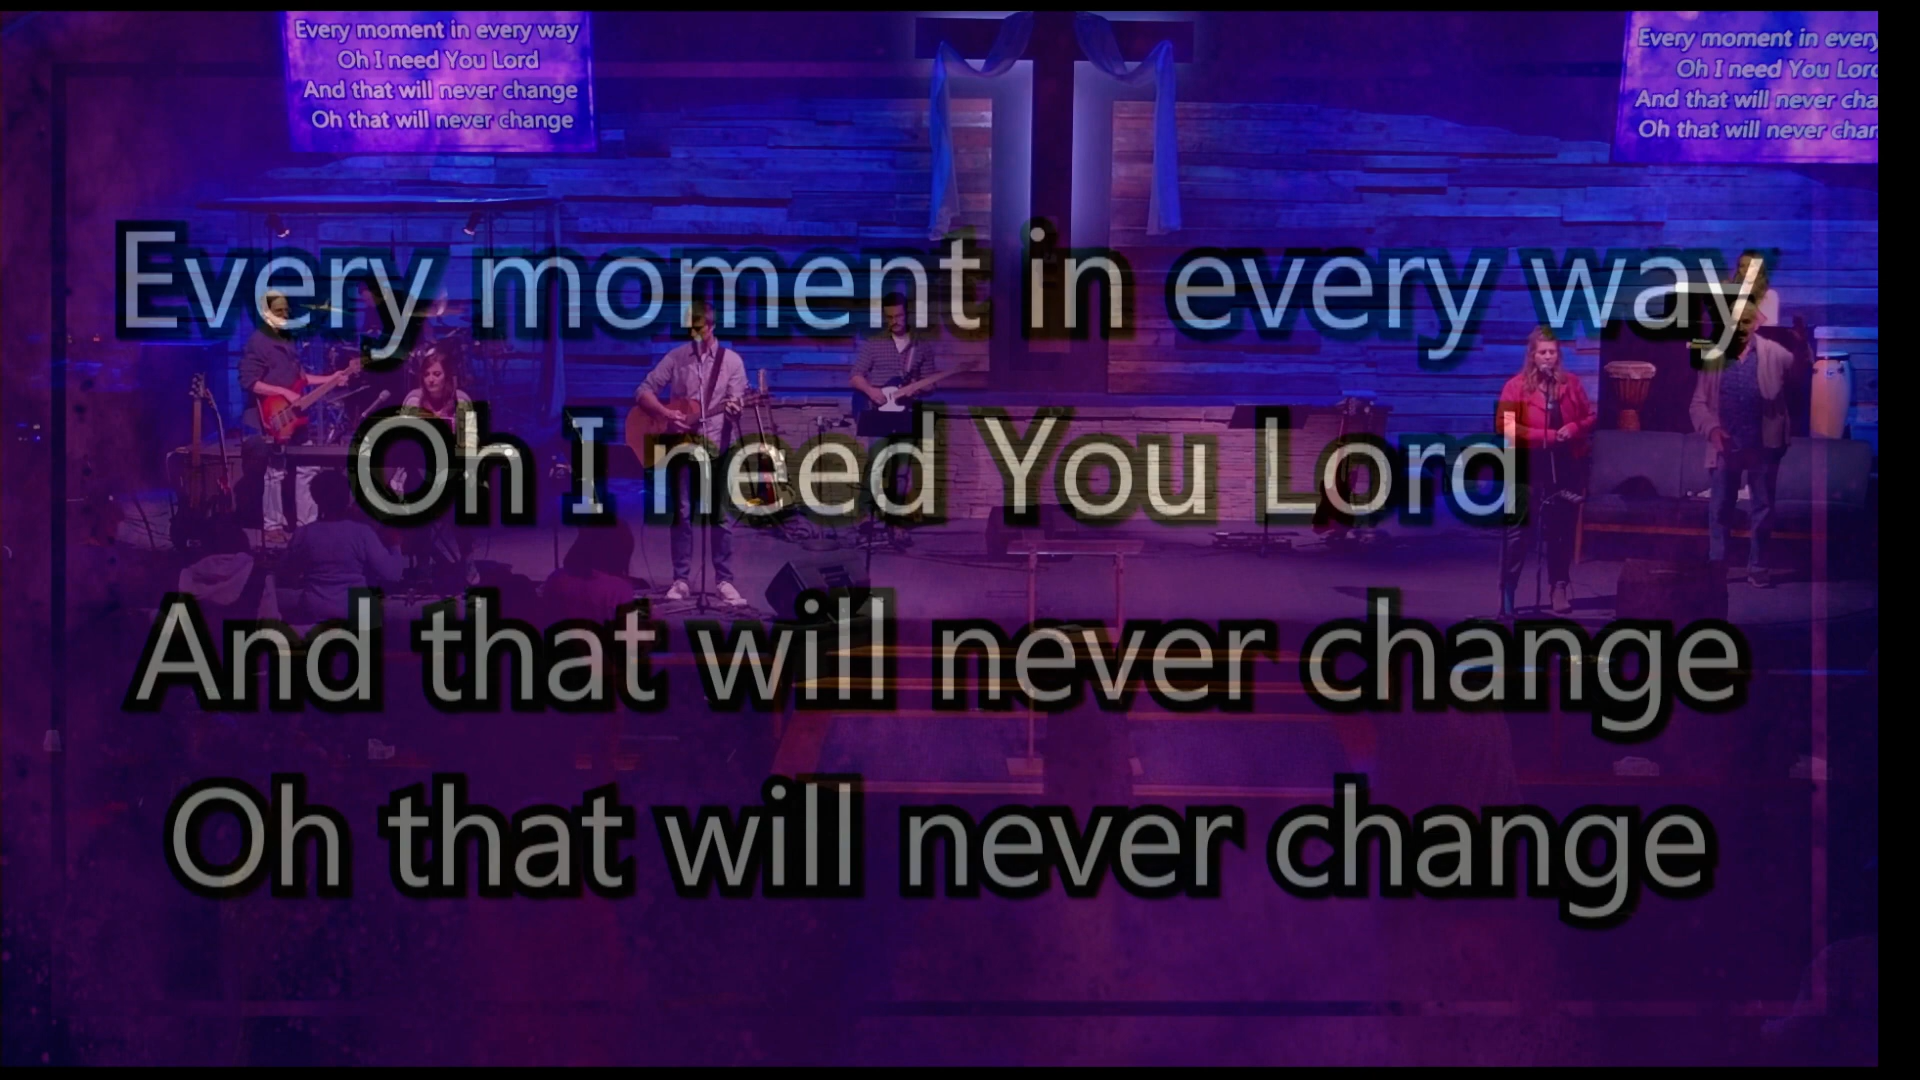 Every moment in every way
Oh I need You Lord
And that will never change
Oh that will never change
Every moment in every
Oh I need You Lord
And that will never cha
Oh that will never chan
Every moment in every way
Oh I need You Lord
And that will never change
Oh that will never change